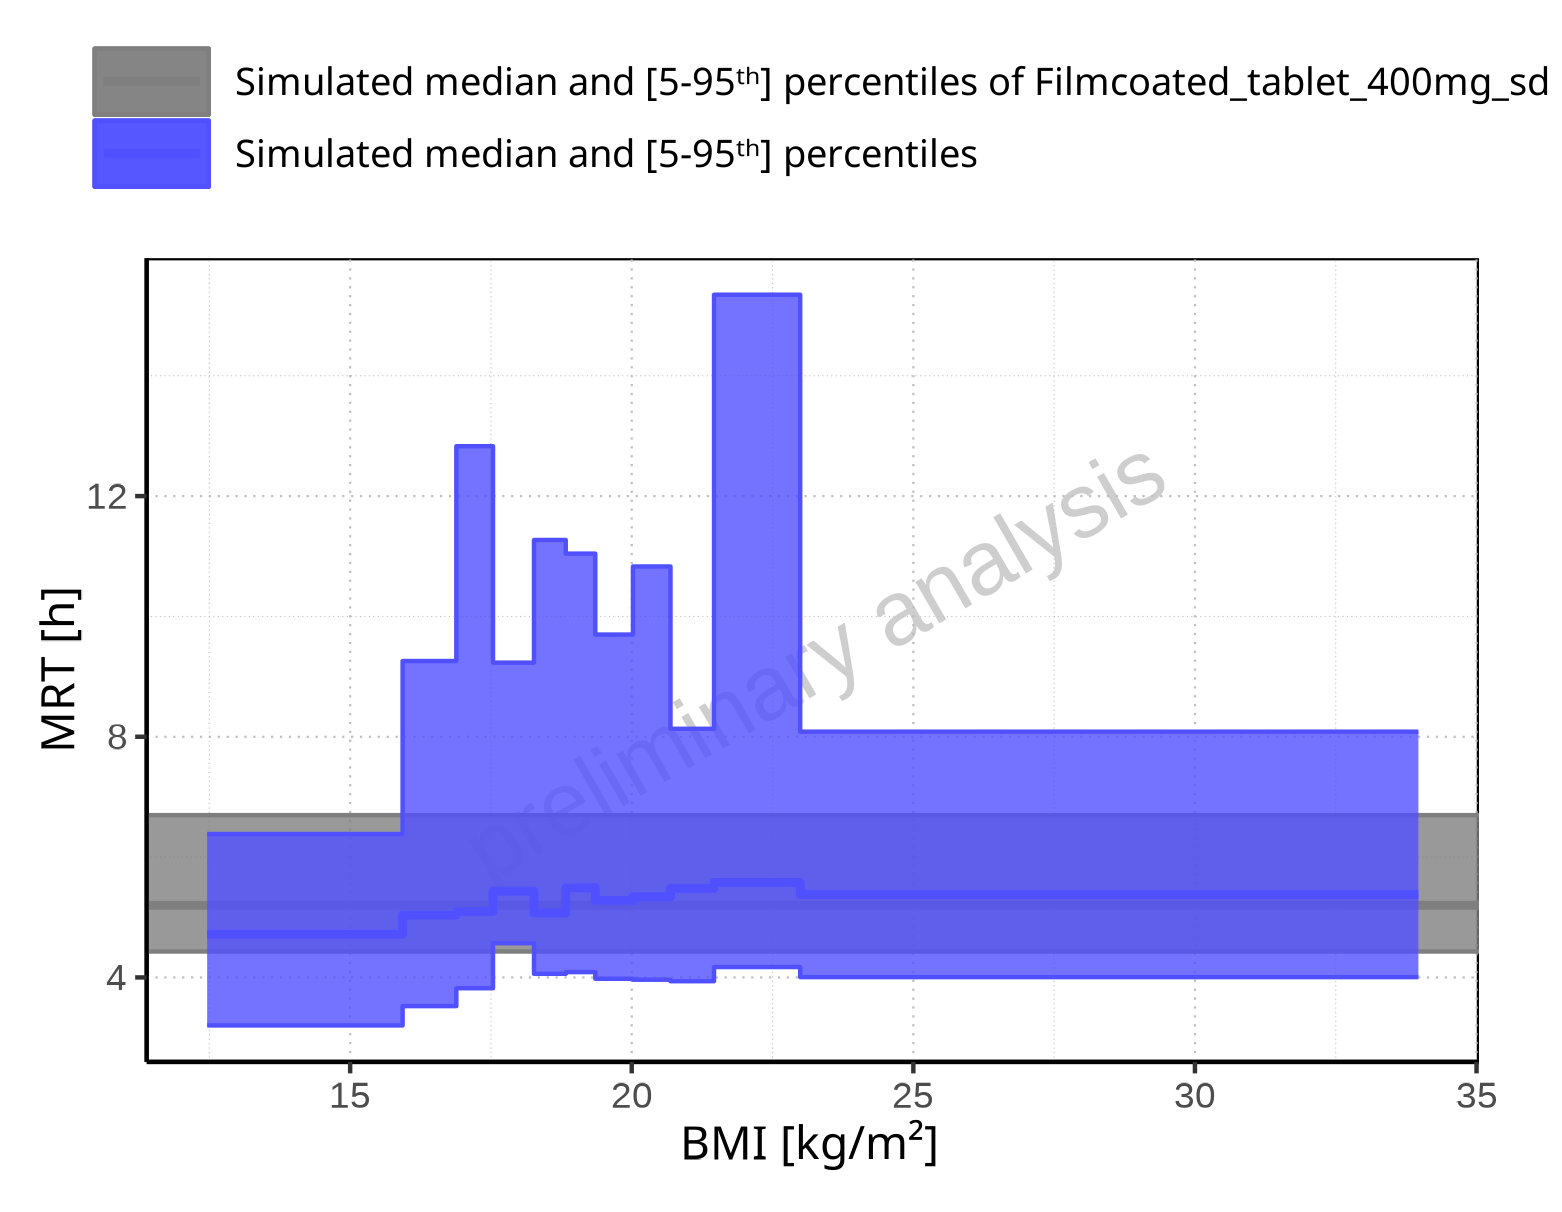 Simulated median and [5-95ᵗʰ] percentiles of Filmcoated_tablet_400mg_sd
Simulated median and [5-95ᵗʰ] percentiles
12
8
4
MRT [h]
preliminary analysis
15 20 25 30 35
BMI [kg/m²]